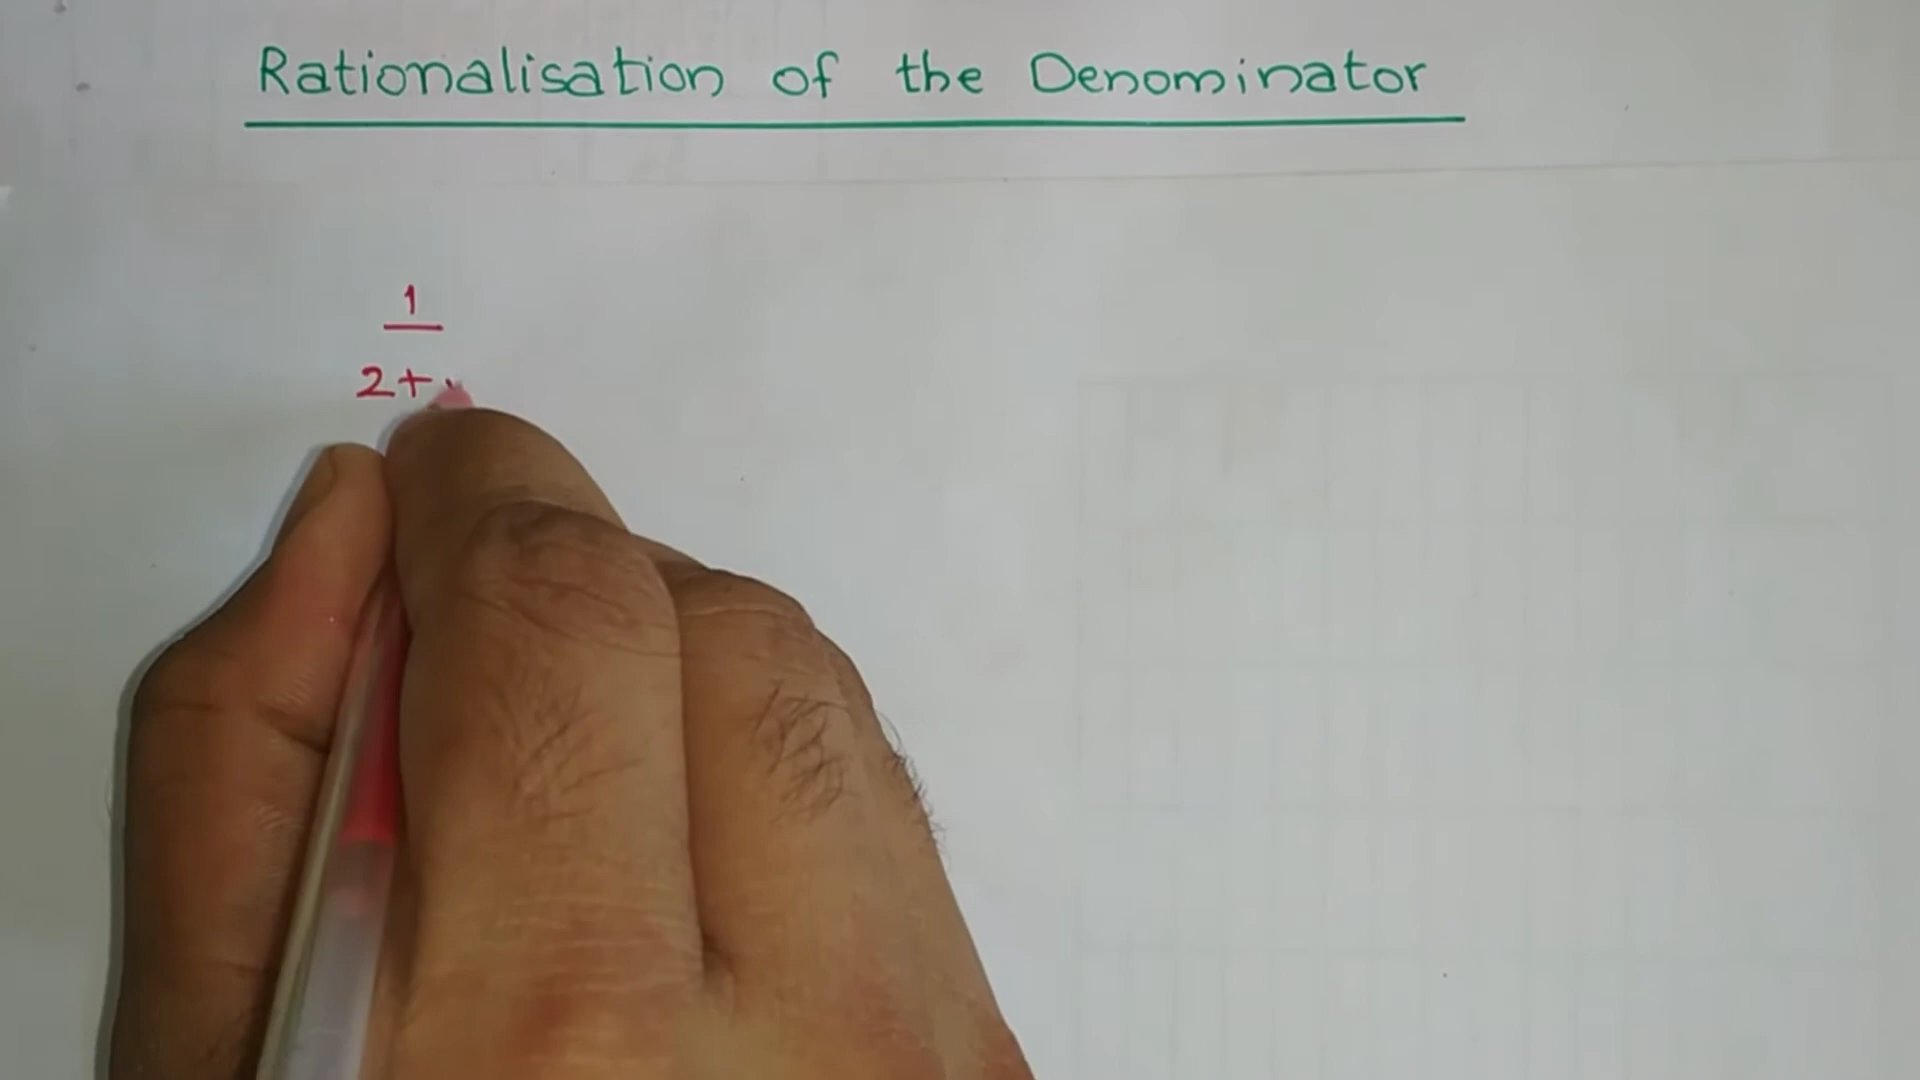 Rationalisation of the Denominator
1
2+